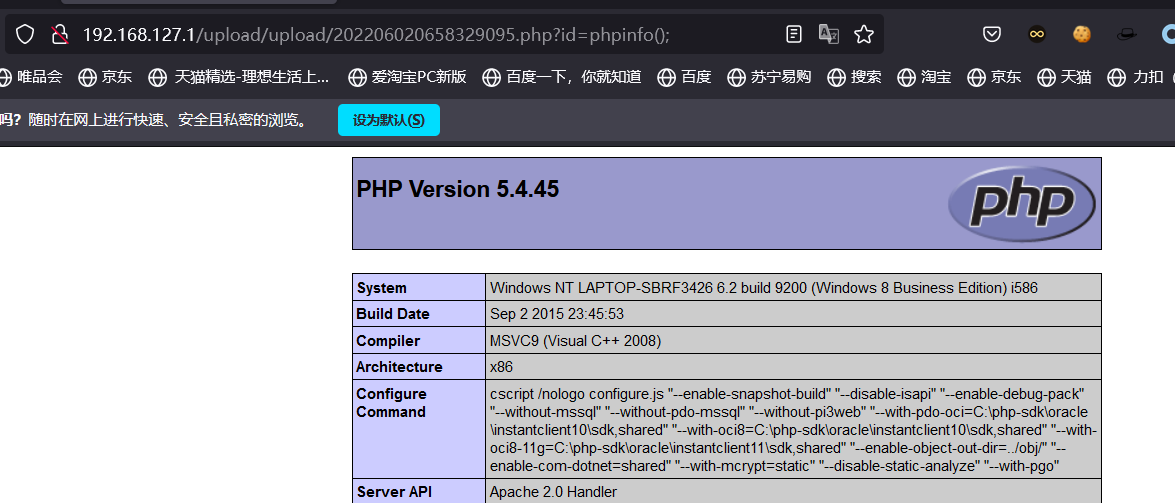 192.168.127.1/upload/upload/202206020658329095.php?id=phpinfo();
唯品会 京东 天猫精选-理想生活上... 爱淘宝PC新版 百度一下，你就知道 百度 苏宁易购 搜索 淘宝 京东 天猫 力扣
吗？随时在网上进行快速、安全且私密的浏览。 设为默认(S)
PHP Version 5.4.45
php
System Windows NT LAPTOP-SBRF3426 6.2 build 9200 (Windows 8 Business Edition) i586
Build Date Sep 2 2015 23:45:53
Compiler MSVC9 (Visual C++ 2008)
Architecture x86
Configure Command cscript /nologo configure.js "--enable-snapshot-build" "--disable-isapi" "--enable-debug-pack"
"--without-mssql" "--without-pdo-mssql" "--without-pi3web" "--with-pdo-oci=C:\php-sdk\oracle
\instantclient10\sdk,shared" "--with-oci8=C:\php-sdk\oracle\instantclient10\sdk,shared" "--with-
oci8-11g=C:\php-sdk\oracle\instantclient11\sdk,shared" "--enable-object-out-dir=../obj/" "--
enable-com-dotnet=shared" "--with-mcrypt=static" "--disable-static-analyze" "--with-pgo"
Server API Apache 2.0 Handler